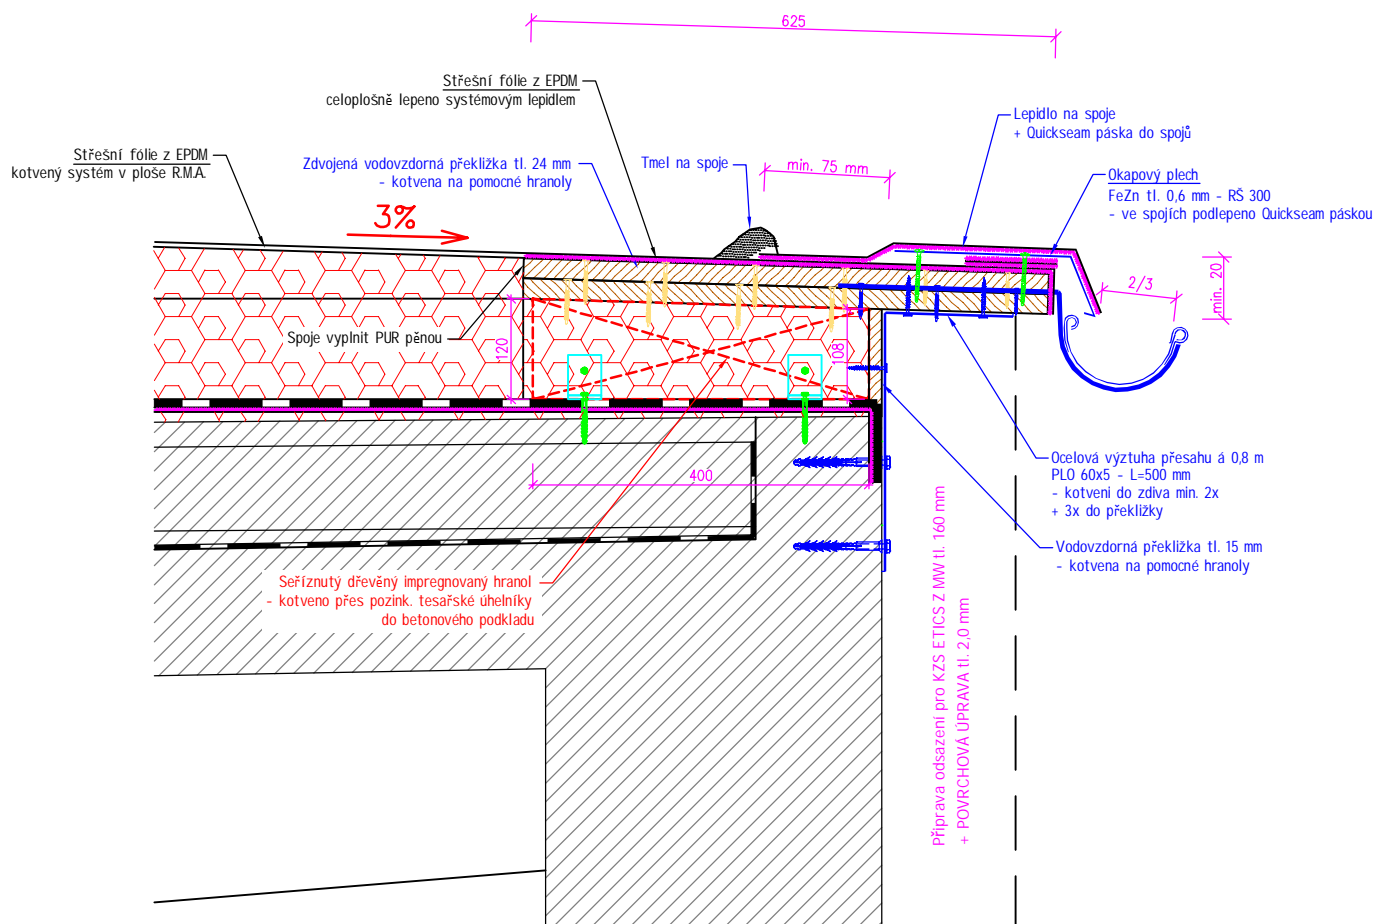 625
Střešní fólie z EPDM
celoplošně lepeno systémovým lepidlem
Lepidlo na spoje
+ Quickseam páska do spojů
Střešní fólie z EPDM
kotvený systém v ploše R.M.A.
Zdvojená vodovzdorná překližka tl. 24 mm
- kotvena na pomocné hranoly
Tmel na spoje
min. 75 mm
Okapový plech
FeZn tl. 0,6 mm - RŠ 300
- ve spojích podlepeno Quickseam páskou
3%
2/3
min. 20
Spoje vyplnit PUR pěnou
120
108
400
Ocelová výztuha přesahu á 0,8 m
PLO 60x5 - L=500 mm
- kotveni do zdiva min. 2x
+ 3x do překližky
Vodovzdorná překližka tl. 15 mm
- kotvena na pomocné hranoly
Seříznutý dřevěný impregnovaný hranol
- kotveno přes pozink. tesařské úhelníky
do betonového podkladu
Připrava odsazení pro KZS ETICS Z MW tl. 160 mm
+ POVRCHOVÁ ÚPRAVA tl. 2,0 mm